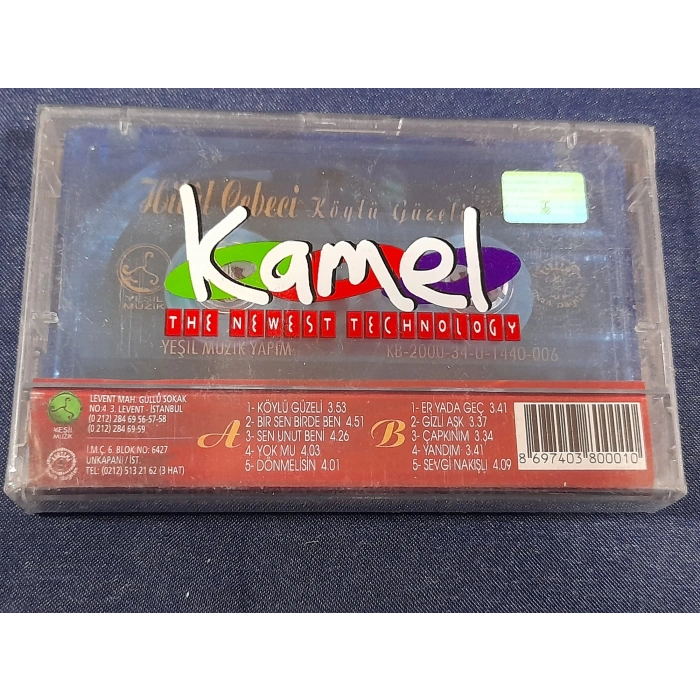 Halil Cebeci Köylü Güzeli
Kamel
THE NEWEST TECHNOLOGY
YEŞİL MÜZİK
YEŞİL MÜZİK YAPIM
KB-2000-34-U-1440-006
YEŞİL MÜZİK
LEVENT MAH. GÜLLÜ SOKAK
NO:4 3. LEVENT - İSTANBUL
(0 212) 284 69 56-57-58
(0 212) 284 69-59
İ.M.Ç. 6. BLOK NO: 6427
UNKAPANI / İST.
TEL: (0212) 513 21 62 (3 HAT)
A
1- KÖYLÜ GÜZELİ 3.53
2- BİR SEN BİRDE BEN 4.51
3- SEN UNUT BENİ 4.26
4- YOK MU 4.03
5- DÖNMELİSİN 4.01
B
1- ER YADA GEÇ 3.41
2- GİZLİ AŞK 3.37
3- ÇAPKINIM 3.34
4- YANDIM 3.41
5- SEVGİ NAKIŞLI 4.09
8 697403 800010